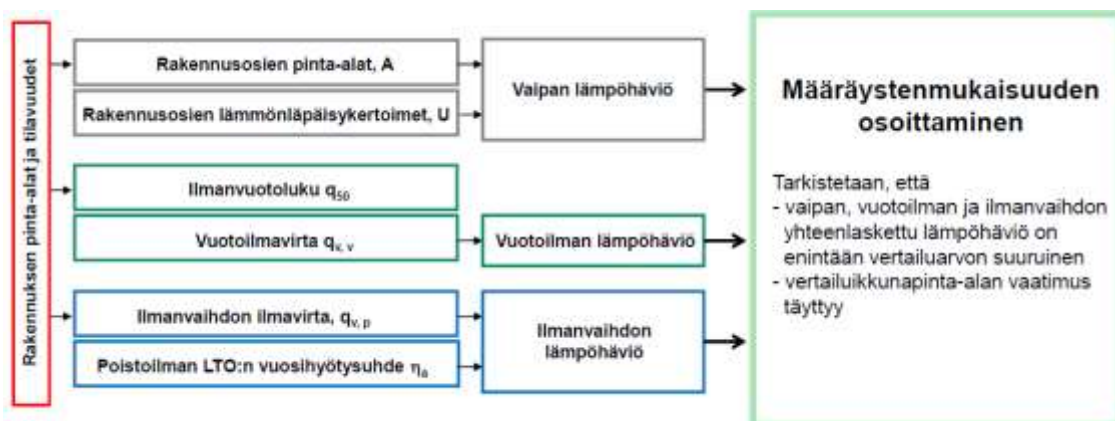 Rakennuksen pinta-alat ja tilavuudet
Rakennusosien pinta-alat, A
Rakennusosien lämmönläpäisykertoimet, U
Vaipan lämpöhäviö
Ilmanvuotoluku q50
Vuotoilmavirta qv, v
Vuotoilman lämpöhäviö
Ilmanvaihdon ilmavirta, qv, p
Poistoilman LTO:n vuosihyötysuhde ηa
Ilmanvaihdon
lämpöhäviö
Määräystenmukaisuuden
osoittaminen
Tarkistetaan, että
- vaipan, vuotoilman ja ilmanvaihdon
yhteenlaskettu lämpöhäviö on
enintään vertailuarvon suuruinen
- vertailuikkunapinta-alan vaatimus
täyttyy